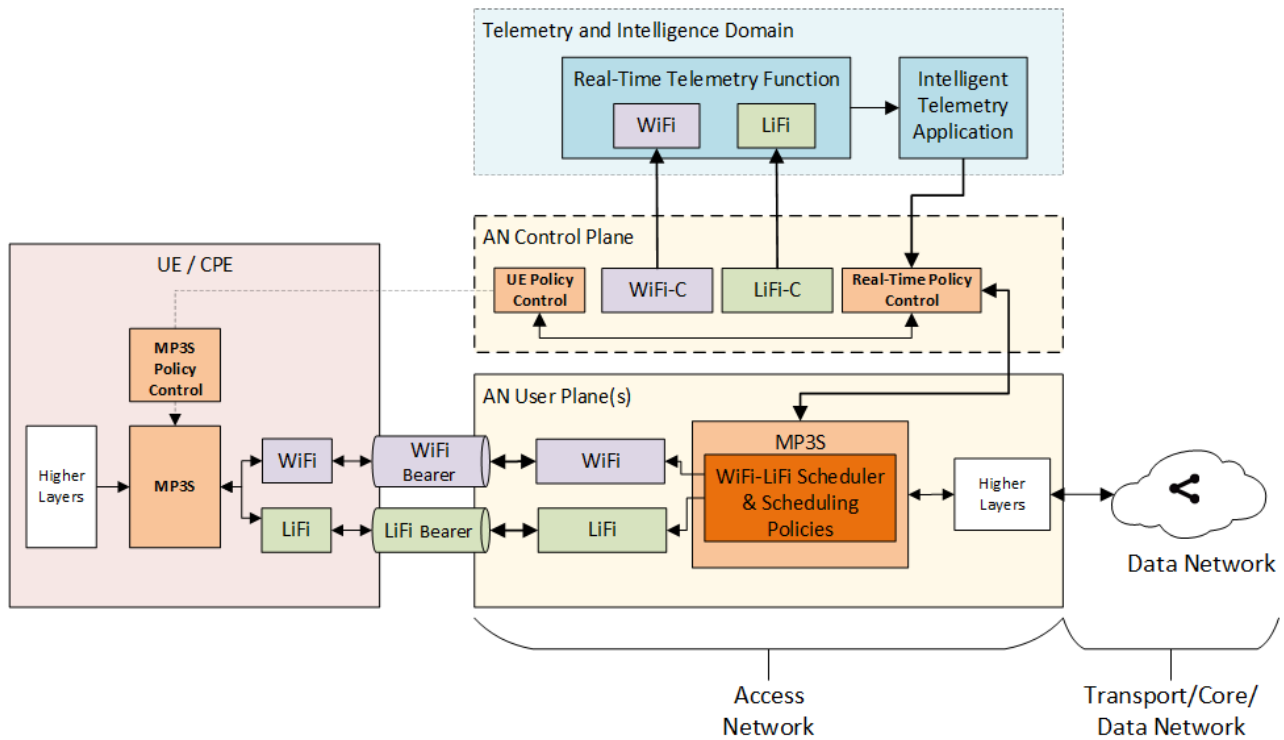 Telemetry and Intelligence Domain
Real-Time Telemetry Function
WiFi
LiFi
Intelligent
Telemetry
Application
AN Control Plane
UE Policy
Control
WiFi-C
LiFi-C
Real-Time Policy
Control
UE / CPE
MP3S
Policy
Control
Higher
Layers
MP3S
WiFi
LiFi
WiFi
Bearer
LiFi Bearer
AN User Plane(s)
WiFi
LiFi
MP3S
WiFi-LiFi Scheduler
& Scheduling
Policies
Higher
Layers
Data Network
Access
Network
Transport/Core/
Data Network